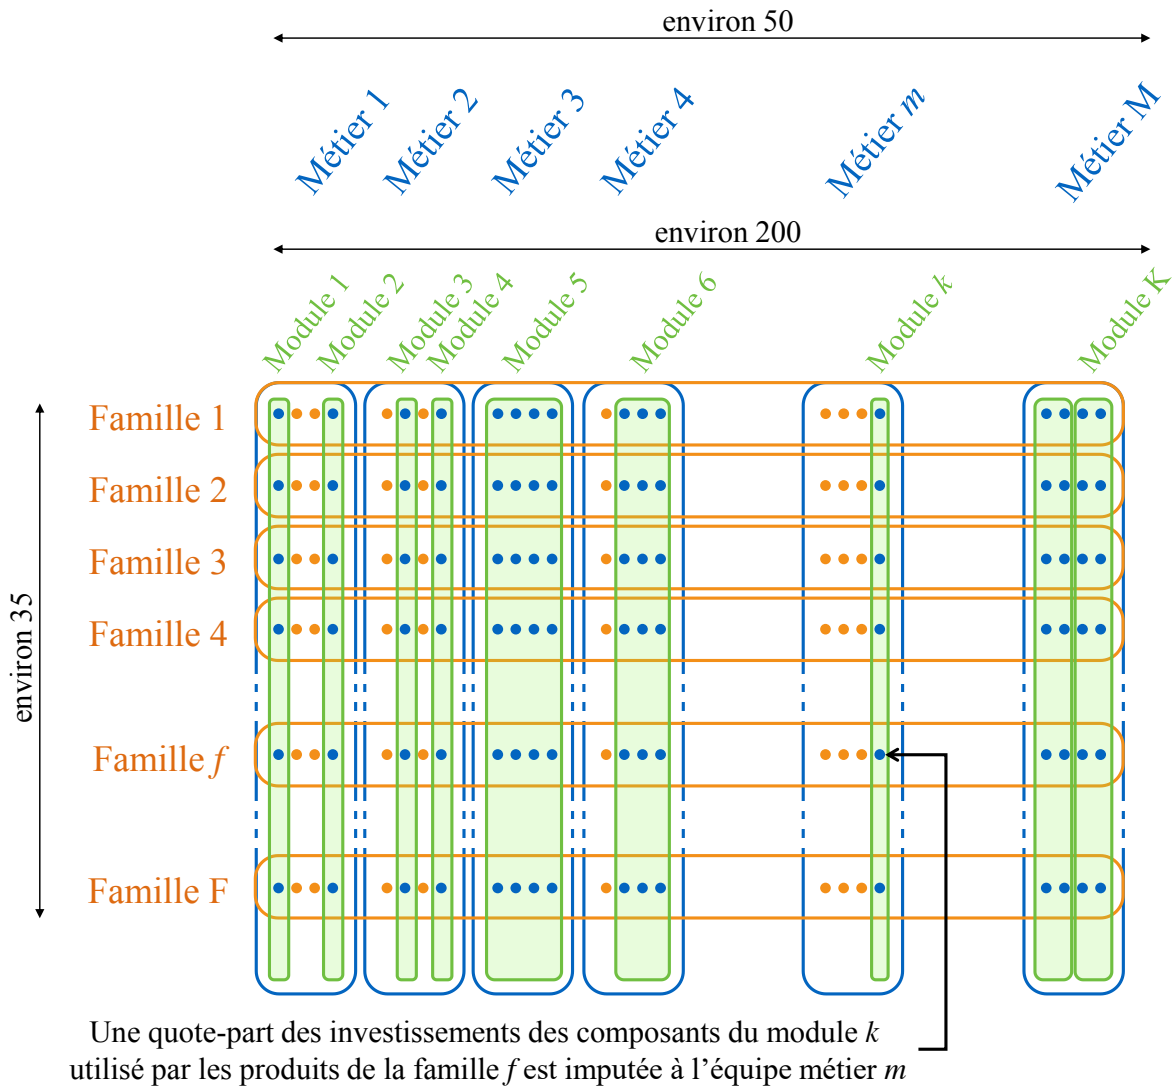 environ 50
Métier 1
Métier 2
Métier 3
Métier 4
Métier m
Métier M
environ 200
Module 1
Module 2
Module 3
Module 4
Module 5
Module 6
Module k
Module K
environ 35
Famille 1
Famille 2
Famille 3
Famille 4
Famille f
Famille F
Une quote-part des investissements des composants du module k
utilisé par les produits de la famille f est imputée à l’équipe métier m